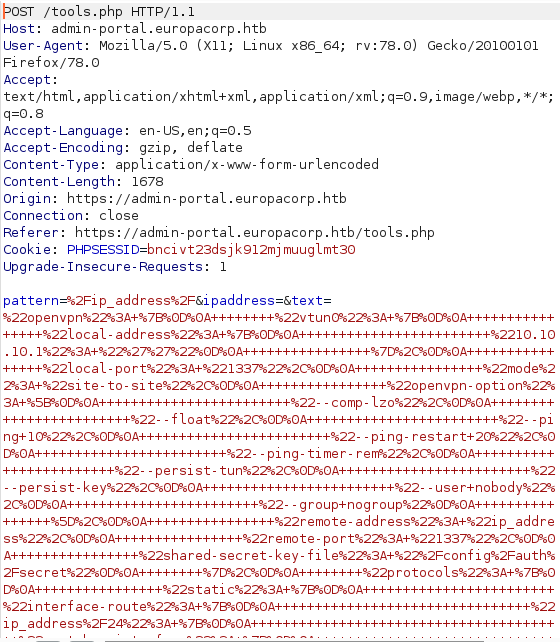 POST /tools.php HTTP/1.1
Host: admin-portal.europacorp.htb
User-Agent: Mozilla/5.0 (X11; Linux x86_64; rv:78.0) Gecko/20100101
Firefox/78.0
Accept:
text/html,application/xhtml+xml,application/xml;q=0.9,image/webp,*/*;
q=0.8
Accept-Language: en-US,en;q=0.5
Accept-Encoding: gzip, deflate
Content-Type: application/x-www-form-urlencoded
Content-Length: 1678
Origin: https://admin-portal.europacorp.htb
Connection: close
Referer: https://admin-portal.europacorp.htb/tools.php
Cookie: PHPSESSID=bncivt23dsjk912mjmuuglmt30
Upgrade-Insecure-Requests: 1

pattern=%2Fip_address%2F&ipaddress=&text=
%22openvpn%22%3A+%7B%0D%0A++++++++%22vtun0%22%3A+%7B%0D%0A+++++++++++
+++++%22local-address%22%3A+%7B%0D%0A++++++++++++++++++++++++%2210.10
.10.1%22%3A+%22%27%27%22%0D%0A++++++++++++++++%7D%2C%0D%0A+++++++++++
+++++%22local-port%22%3A+%221337%22%2C%0D%0A++++++++++++++++%22mode%2
2%3A+%22site-to-site%22%2C%0D%0A++++++++++++++++%22openvpn-option%22%
3A+%5B%0D%0A++++++++++++++++++++++++%22--comp-lzo%22%2C%0D%0A++++++++
++++++++++++++++%22--float%22%2C%0D%0A++++++++++++++++++++++++%22--pi
ng+10%22%2C%0D%0A++++++++++++++++++++++++%22--ping-restart+20%22%2C%0
D%0A++++++++++++++++++++++++%22--ping-timer-rem%22%2C%0D%0A++++++++++
++++++++++++++%22--persist-tun%22%2C%0D%0A++++++++++++++++++++++++%22
--persist-key%22%2C%0D%0A++++++++++++++++++++++++%22--user+nobody%22%
2C%0D%0A++++++++++++++++++++++++%22--group+nogroup%22%0D%0A++++++++++
++++++%5D%2C%0D%0A++++++++++++++++%22remote-address%22%3A+%22ip_addre
ss%22%2C%0D%0A++++++++++++++++%22remote-port%22%3A+%221337%22%2C%0D%0
A++++++++++++++++%22shared-secret-key-file%22%3A+%22%2Fconfig%2Fauth%
2Fsecret%22%0D%0A++++++++%7D%2C%0D%0A++++++++%22protocols%22%3A+%7B%0
D%0A++++++++++++++++%22static%22%3A+%7B%0D%0A++++++++++++++++++++++++
%22interface-route%22%3A+%7B%0D%0A++++++++++++++++++++++++++++++++%22
ip_address%2F24%22%3A+%7B%0D%0A++++++++++++++++++++++++++++++++++++++